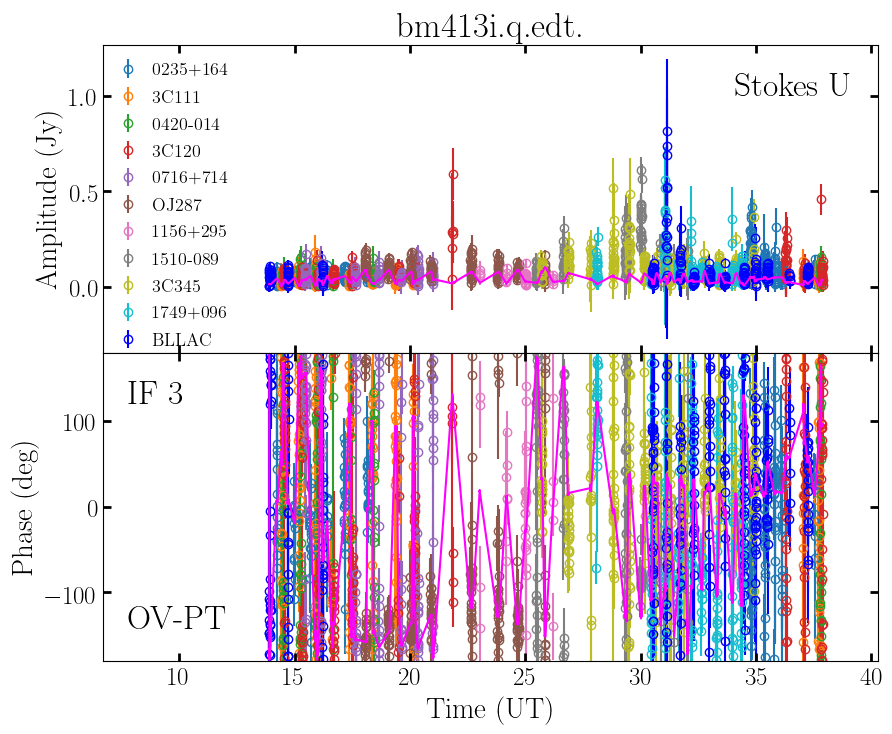 bm413i.q.edt.
Stokes U
0235+164
3C111
0420-014
3C120
0716+714
OJ287
1156+295
1510-089
3C345
1749+096
BLLAC
Amplitude (Jy)
1.0
0.5
0.0
IF 3
OV-PT
Phase (deg)
100
0
−100
10 15 20 25 30 35 40
Time (UT)